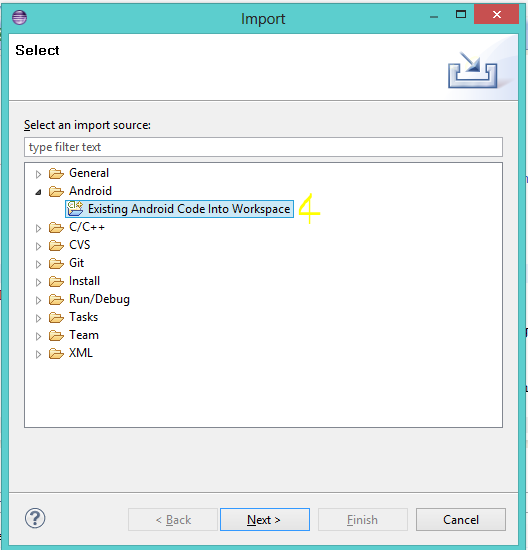 Import
Select
Select an import source:
type filter text
General
Android
Existing Android Code Into Workspace 4
C/C++
CVS
Git
Install
Run/Debug
Tasks
Team
XML
? < Back Next > Finish Cancel